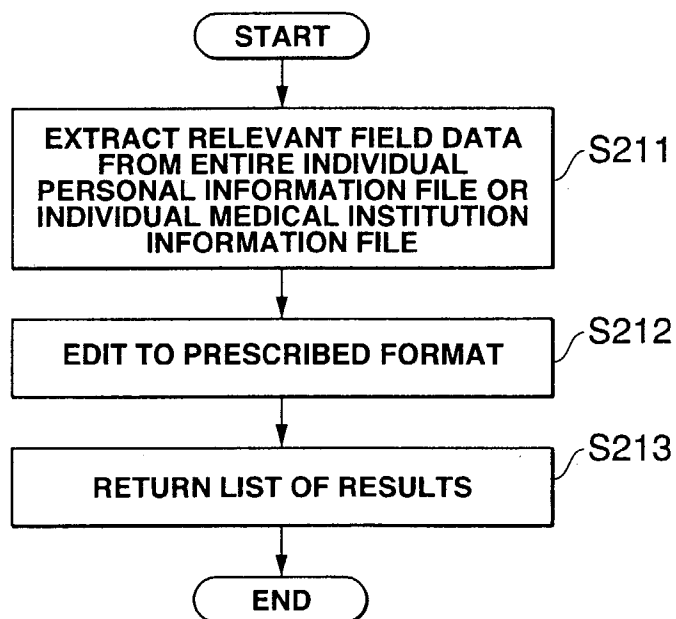 START
EXTRACT RELEVANT FIELD DATA
FROM ENTIRE INDIVIDUAL
PERSONAL INFORMATION FILE OR
INDIVIDUAL MEDICAL INSTITUTION
INFORMATION FILE
S211
EDIT TO PRESCRIBED FORMAT
S212
RETURN LIST OF RESULTS
S213
END